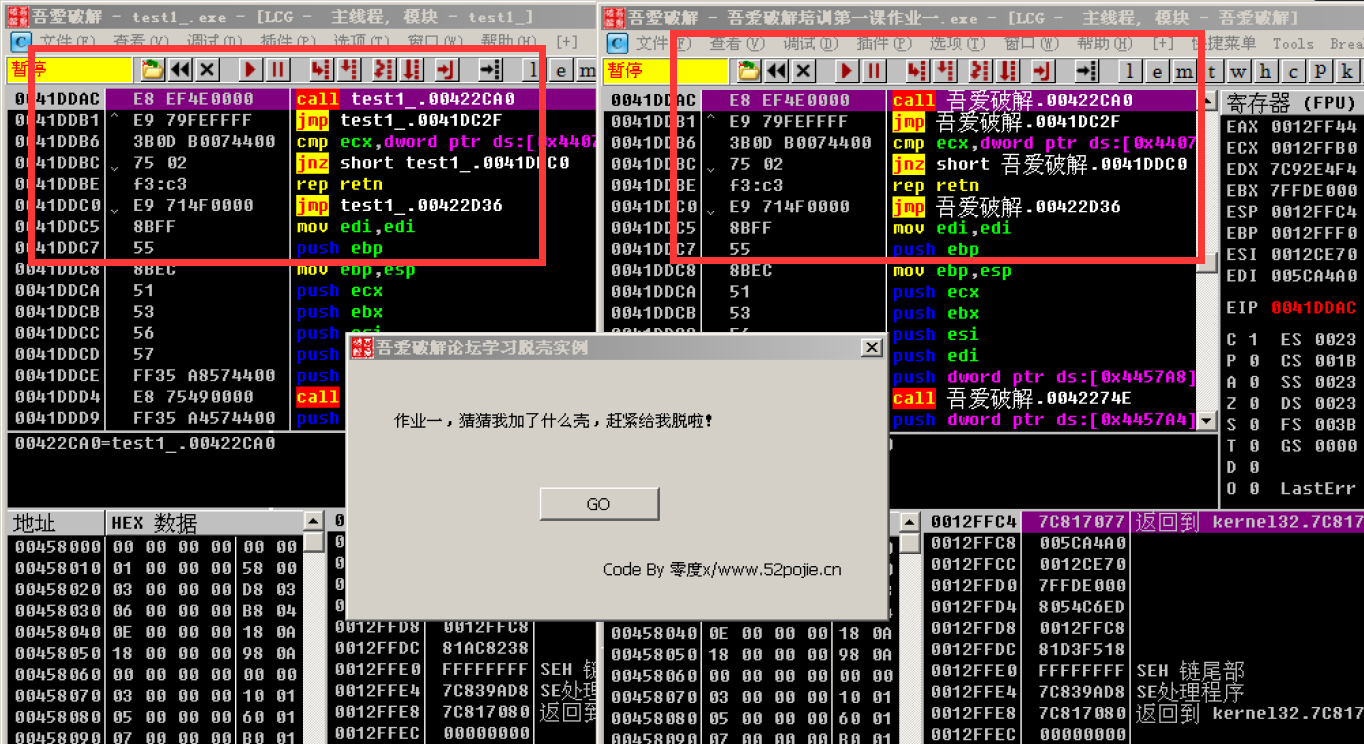 吾爱破解 - test1_.exe - [LCG - 主线程, 模块 - test1_]
文件(F) 查看(V) 调试(D) 插件(P) 选项(T) 窗口(W) 帮助(H) [+]
暂停
l e m
0041DDAC E8 EF4E0000 call test1_.00422CA0
0041DDB1 E9 79FEFFFF jmp test1_.0041DC2F
0041DDB6 3B0D B0074400 cmp ecx,dword ptr ds:[0x4407
0041DDBC 75 02 jnz short test1_.0041DDC0
0041DDBE f3:c3 rep retn
0041DDC0 E9 714F0000 jmp test1_.00422D36
0041DDC5 8BFF mov edi,edi
0041DDC7 55 push ebp
0041DDC8 8BEC mov ebp,esp
0041DDCA 51 push ecx
0041DDCB 53 push ebx
0041DDCC 56 push esi
0041DDCD 57 push
0041DDCE FF35 A8574400 push
0041DDD4 E8 75490000 call
0041DDD9 FF35 A4574400 push
00422CA0=test1_.00422CA0
地址 HEX 数据
00458000 00 00 00 00 00 00
00458010 01 00 00 00 58 00
00458020 03 00 00 00 D8 03
00458030 06 00 00 00 B8 04
00458040 0E 00 00 00 18 0A
00458050 18 00 00 00 98 0A
00458060 00 00 00 00 00 00
00458070 03 00 00 00 10 01
00458080 05 00 00 00 60 01
00458090 07 00 00 00 B0 01
0012FFD8 0012FFC8
0012FFDC 81AC8238
0012FFE0 FFFFFFFF SEH 链
0012FFE4 7C839AD8 SE处理
0012FFE8 7C817080 返回到
0012FFEC 00000000
吾爱破解 - 吾爱破解培训第一课作业一.exe - [LCG - 主线程, 模块 - 吾爱破解]
文件(F) 查看(V) 调试(D) 插件(P) 选项(T) 窗口(W) 帮助(H) [+] 快捷菜单 Tools Brea
暂停
l e m t w h c P k
0041DDAC E8 EF4E0000 call 吾爱破解.00422CA0
0041DDB1 E9 79FEFFFF jmp 吾爱破解.0041DC2F
0041DDB6 3B0D B0074400 cmp ecx,dword ptr ds:[0x4407
0041DDBC 75 02 jnz short 吾爱破解.0041DDC0
0041DDBE f3:c3 rep retn
0041DDC0 E9 714F0000 jmp 吾爱破解.00422D36
0041DDC5 8BFF mov edi,edi
0041DDC7 55 push ebp
0041DDC8 8BEC mov ebp,esp
0041DDCA 51 push ecx
0041DDCB 53 push ebx
push esi
push edi
push dword ptr ds:[0x4457A8]
call 吾爱破解.0042274E
push dword ptr ds:[0x4457A4]
寄存器 (FPU)
EAX 0012FF44
ECX 0012FFB0
EDX 7C92E4F4
EBX 7FFDE000
ESP 0012FFC4
EBP 0012FFF0
ESI 0012CE70
EDI 005CA4A0
EIP 0041DDAC
C 1 ES 0023
P 0 CS 001B
A 0 SS 0023
Z 0 DS 0023
S 0 FS 003B
T 0 GS 0000
D 0
O 0 LastErr
吾爱破解论坛学习脱壳实例
作业一，猜猜我加了什么壳，赶紧给我脱啦！
GO
Code By 零度x/www.52pojie.cn
00458040 0E 00 00 00 18 0A
00458050 18 00 00 00 98 0A
00458060 00 00 00 00 00 00
00458070 03 00 00 00 10 01
00458080 05 00 00 00 60 01
00458090 07 00 00 00 B0 01
0012FFC4 7C817077 返回到 kernel32.7C817
0012FFC8 005CA4A0
0012FFCC 0012CE70
0012FFD0 7FFDE000
0012FFD4 8054C6ED
0012FFD8 0012FFC8
0012FFDC 81D3F518
0012FFE0 FFFFFFFF SEH 链尾部
0012FFE4 7C839AD8 SE处理程序
0012FFE8 7C817080 返回到 kernel32.7C817
0012FFEC 00000000